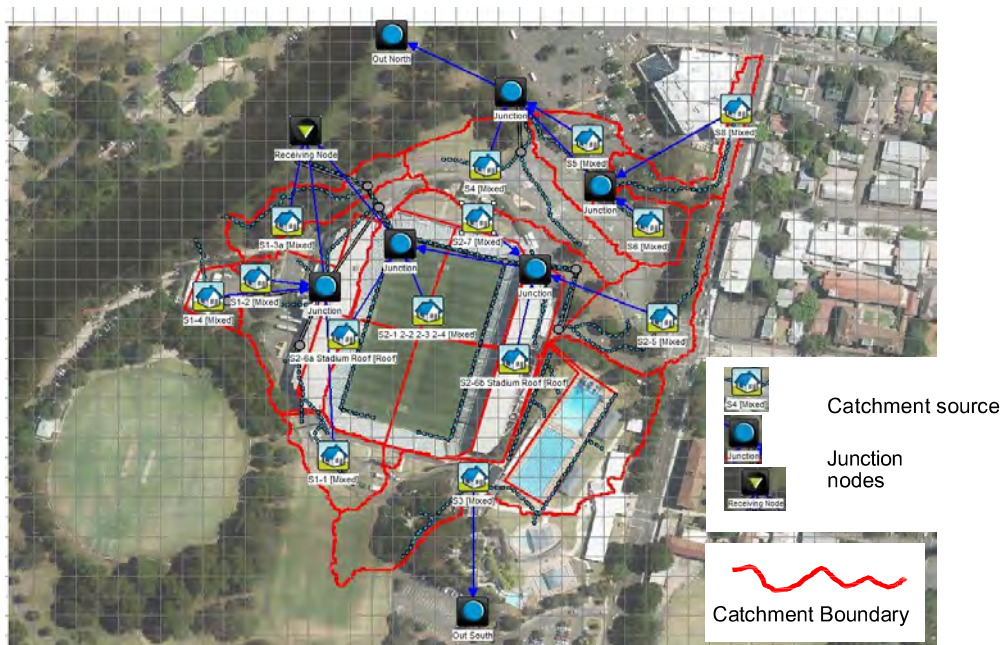 Out North
Junction
S8 [Mixed]
Receiving Node
S5 [Mixed]
S4 [Mixed]
Junction
S1-3a [Mixed]
S2-7 [Mixed]
S6 [Mixed]
Junction
Junction
S1-2 [Mixed]
S1-4 [Mixed]
Junction
S2-1 2-2 2-3 2-4 [Mixed]
S2-5 [Mixed]
S2-6a Stadium Roof [Roof]
S2-6b Stadium Roof [Roof]
S1-1 [Mixed]
S3 [Mixed]
Out South
S4 [Mixed]
Catchment source
Junction
Junction
nodes
Receiving Node
Catchment Boundary